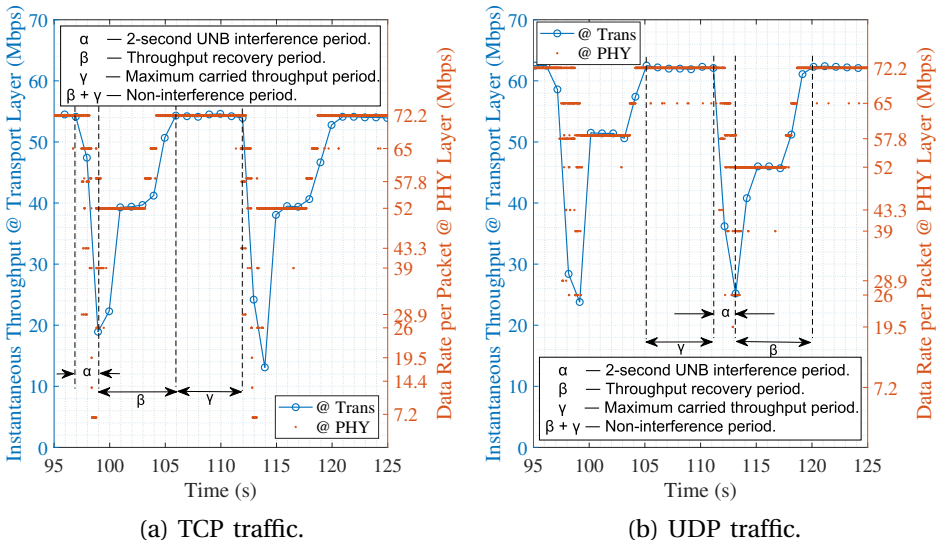 α — 2-second UNB interference period.
β — Throughput recovery period.
γ — Maximum carried throughput period.
β + γ — Non-interference period.
Instantaneous Throughput @ Transport Layer (Mbps)
70
60
50
40
30
20
10
0
Data Rate per Packet @ PHY Layer (Mbps)
72.2
65
57.8
52
43.3
39
28.9
26
19.5
14.4
7.2
α
β
γ
@ Trans
@ PHY
95 100 105 110 115 120 125
Time (s)
(a) TCP traffic.
@ Trans
@ PHY
Instantaneous Throughput @ Transport Layer (Mbps)
70
60
50
40
30
20
10
0
Data Rate per Packet @ PHY Layer (Mbps)
72.2
65
57.8
52
43.3
39
28.9
26
19.5
7.2
α
γ
β
α — 2-second UNB interference period.
β — Throughput recovery period.
γ — Maximum carried throughput period.
β + γ — Non-interference period.
95 100 105 110 115 120 125
Time (s)
(b) UDP traffic.